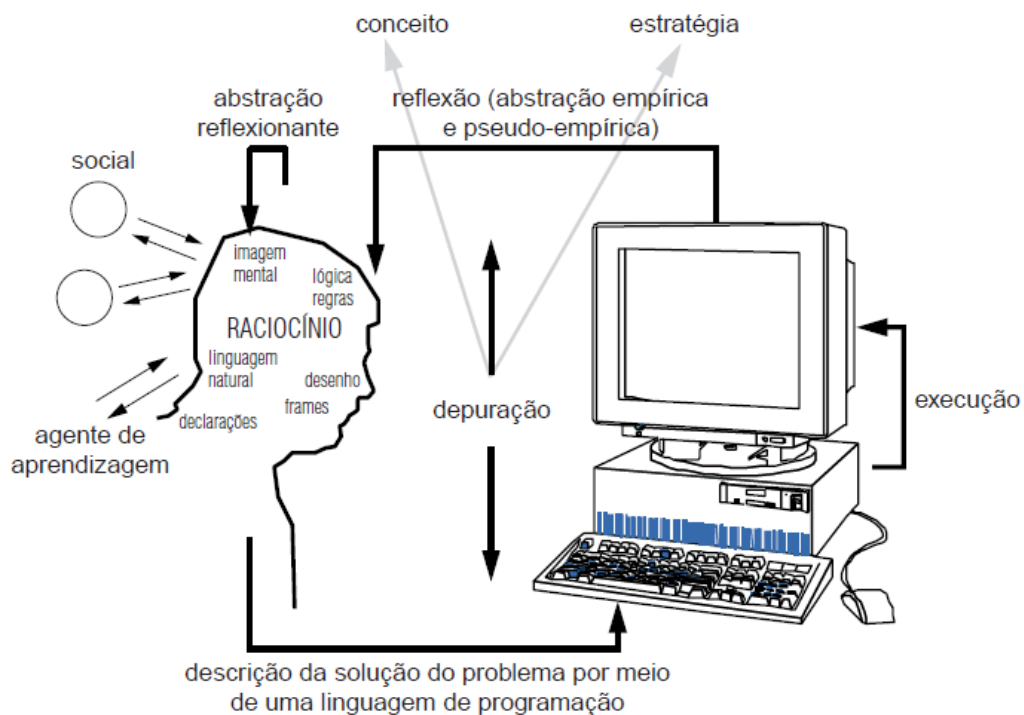 conceito
estratégia
abstração
reflexionante
reflexão (abstração empírica
e pseudo-empírica)
social
imagem
mental
lógica
regras
RACIOCÍNIO
linguagem
natural
desenho
frames
declarações
agente de
aprendizagem
depuração
execução
descrição da solução do problema por meio
de uma linguagem de programação